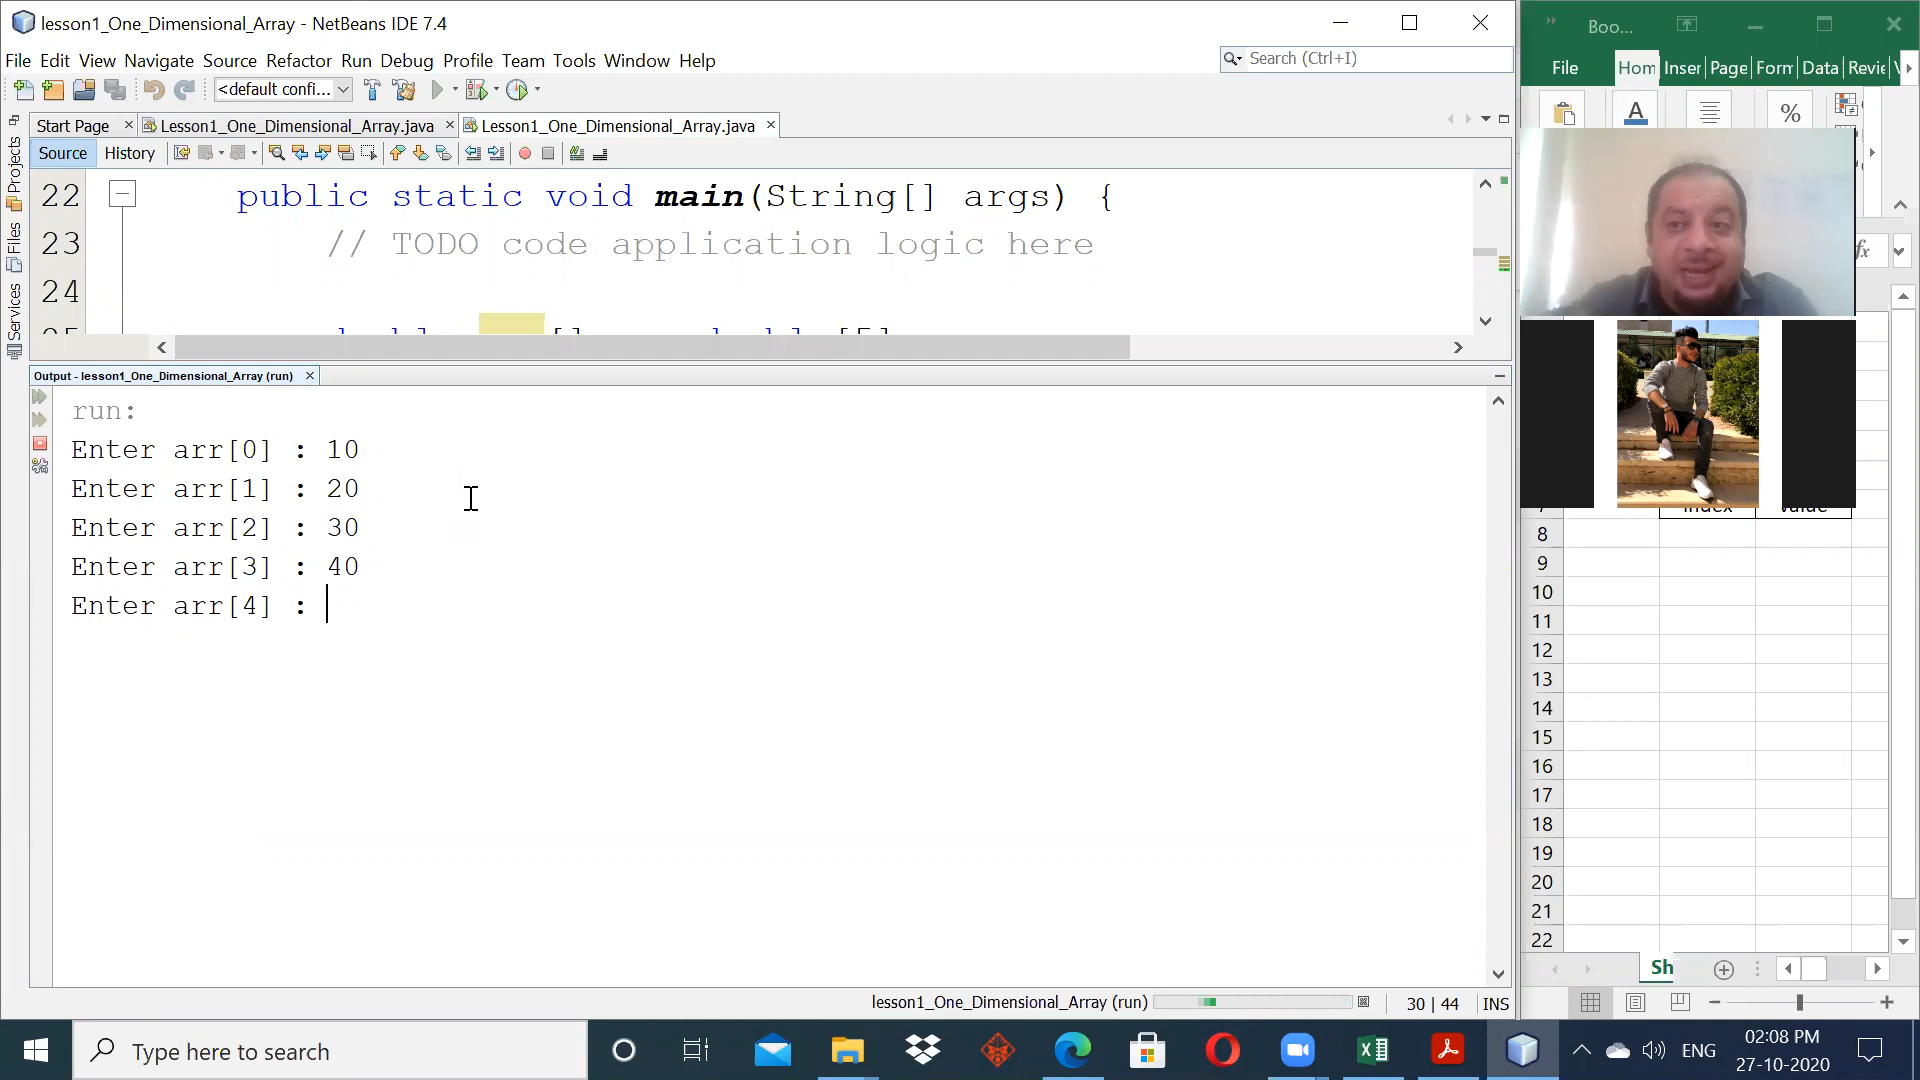 lesson1_One_Dimensional_Array - NetBeans IDE 7.4
File Edit View Navigate Source Refactor Run Debug Profile Team Tools Window Help
Search (Ctrl+I)
<default confi...
Start Page
Lesson1_One_Dimensional_Array.java
Lesson1_One_Dimensional_Array.java
Source History
Projects
Files
Services
22 public static void main(String[] args) {
23 // TODO code application logic here
24
Output - lesson1_One_Dimensional_Array (run)
run:
Enter arr[0] : 10
Enter arr[1] : 20
Enter arr[2] : 30
Enter arr[3] : 40
Enter arr[4] :
lesson1_One_Dimensional_Array (run)
30 | 44 INS
Boo...
File Hom Inser Page Form Data Revie
A
%
fx
8
9
10
11
12
13
14
15
16
17
18
19
20
21
22
Sh
Type here to search
ENG
02:08 PM
27-10-2020